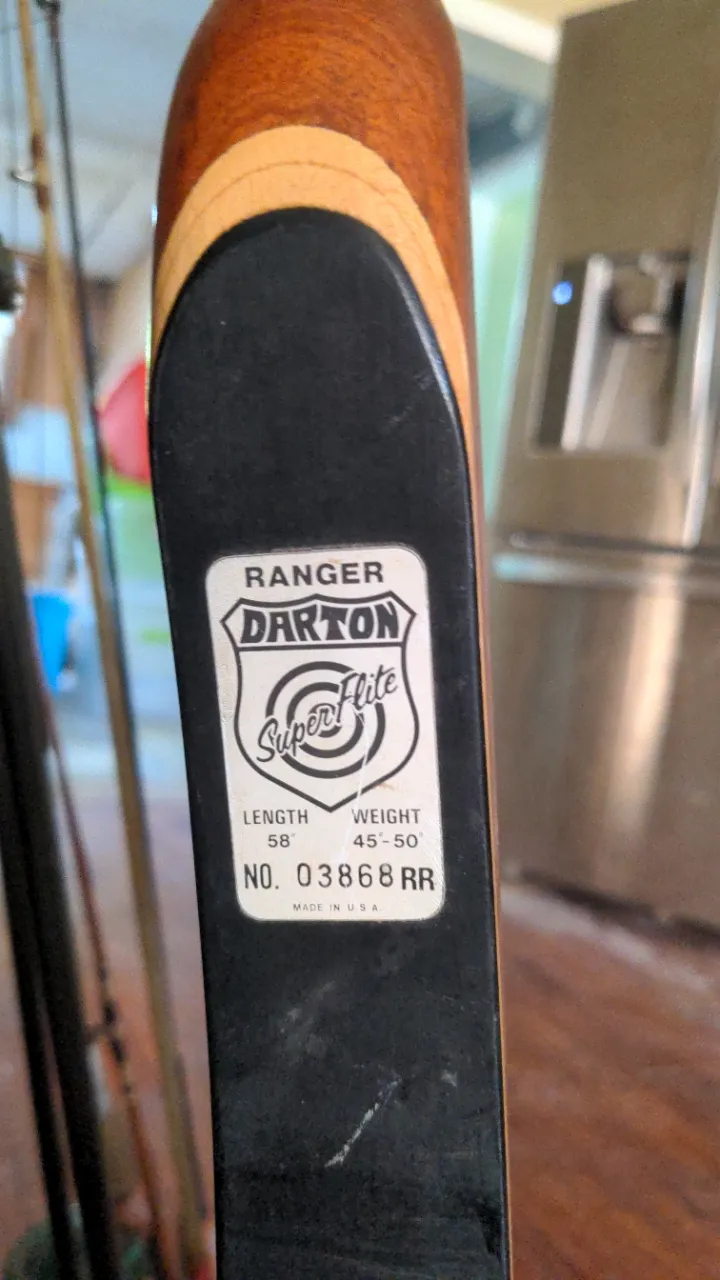 RANGER
DARTON
SuperFlite
LENGTH WEIGHT
58" 45"-50"
NO. 03868 RR
MADE IN U S A